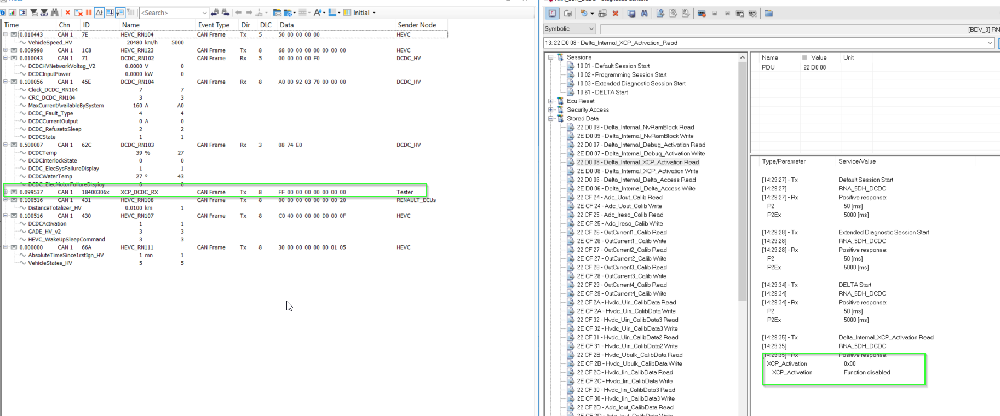 <Search>
Initial
Time Chn ID Name Event Type Dir DLC Data Sender Node
0.010443 CAN 1 7E HEVC_RN104 CAN Frame Tx 5 50 00 00 00 00 HEVC
VehicleSpeed_HV 20480 km/h 5000
0.009998 CAN 1 1C8 HEVC_RN123 CAN Frame Tx 8 68 00 00 00 00 00 00 00 HEVC
0.010043 CAN 1 71 DCDC_RN102 CAN Frame Rx 5 00 00 00 00 F0 DCDC_HV
DCDCHVNetworkVoltag_V2 0.0000 V 0
DCDCInputPower 0.0000 kW 0
0.100056 CAN 1 45E DCDC_RN104 CAN Frame Rx 8 A0 00 92 03 70 00 00 00 DCDC_HV
Clock_DCDC_RN104 7 7
CRC_DCDC_RN104 3 3
MaxCurrentAvailableBySystem 160 A A0
DCDC_Fault_Type 4 4
DCDCCurrentOutput 0 A 0
DCDC_RefusetoSleep 2 2
DCDCState 1 1
0.500007 CAN 1 62C DCDC_RN103 CAN Frame Rx 3 08 74 E0 DCDC_HV
DCDCTemp 39 % 27
DCDCInterlockState 0 0
DCDC_ElecSysFailureDisplay 1 1
DCDCWaterTemp 27 ° 43
DCDC_ElecMotorFailureDisplay 0 0
0.099537 CAN 1 18400306x XCP_DCDC_RX CAN Frame Tx 8 FF 00 00 00 00 00 00 00 Tester
0.100516 CAN 1 431 HEVC_RN108 CAN Frame Tx 8 00 00 00 00 00 00 00 20 RENAULT_ECUs
DistanceTotalizer_HV 0.0100 km 1
0.100516 CAN 1 430 HEVC_RN107 CAN Frame Tx 8 C0 40 00 00 00 D0 00 0F HEVC
DCDCActivation 1 1
GADE_HV_v2 3 3
HEVC_WakeUpSleepCommand 3 3
0.000000 CAN 1 66A HEVC_RN111 CAN Frame Tx 8 30 00 00 00 00 00 01 05 HEVC
AbsoluteTimeSince1rstIgn_HV 1 mn 1
VehicleStates_HV 5 5
Symbolic
[BDV_3] RN
13: 22 D0 08 - Delta_Internal_XCP_Activation_Read
Sessions
10 01 - Default Session Start
10 02 - Programming Session Start
10 03 - Extended Diagnostic Session Start
10 61 - DELTA Start
Ecu Reset
Security Access
Stored Data
22 D0 09 - Delta_Internal_NvRamBlock Read
2E D0 09 - Delta_Internal_NvRamBlock Write
22 D0 07 - Delta_Internal_Debug_Activation Read
2E D0 07 - Delta_Internal_Debug_Activation Write
22 D0 08 - Delta_Internal_XCP_Activation Read
2E D0 08 - Delta_Internal_XCP_Activation Write
22 D0 06 - Delta_Internal_Delta_Access Read
2E D0 06 - Delta_Internal_Delta_Access Write
22 CF 24 - Adc_Uout_Calib Read
2E CF 24 - Adc_Uout_Calib Write
22 CF 25 - Adc_Ireso_Calib Read
2E CF 25 - Adc_Ireso_Calib Write
22 CF 26 - OutCurrent1_Calib Read
2E CF 26 - OutCurrent1_Calib Write
22 CF 27 - OutCurrent2_Calib Read
2E CF 27 - OutCurrent2_Calib Write
22 CF 28 - OutCurrent3_Calib Read
2E CF 28 - OutCurrent3_Calib Write
22 CF 29 - OutCurrent4_Calib Read
2E CF 29 - OutCurrent4_Calib Write
22 CF 2A - Hvdc_Uin_CalibData Read
2E CF 2A - Hvdc_Uin_CalibData Write
22 CF 32 - Hvdc_Uin_CalibData3 Read
2E CF 32 - Hvdc_Uin_CalibData3 Write
22 CF 31 - Hvdc_Uin_CalibData2 Read
2E CF 31 - Hvdc_Uin_CalibData2 Write
22 CF 2B - Hvdc_Ubulk_CalibData Read
2E CF 2B - Hvdc_Ubulk_CalibData Write
22 CF 2C - Hvdc_Iin_CalibData Read
2E CF 2C - Hvdc_Iin_CalibData Write
22 CF 30 - Hvdc_Iin_CalibData3 Read
2E CF 30 - Hvdc_Iin_CalibData3 Write
22 CF 2D - Adc_Iout_CalibData Read
Name Value Unit
PDU 22 D0 08
Type/Parameter Service/Value
[14:29:27] - Tx Default Session Start
[14:29:27] RNA_5DH_DCDC
[14:29:27] - Rx Positive response:
P2 50 [ms]
P2Ex 5000 [ms]
[14:29:28] - Tx Extended Diagnostic Session Start
[14:29:28] RNA_5DH_DCDC
[14:29:28] - Rx Positive response:
P2 50 [ms]
P2Ex 5000 [ms]
[14:29:34] - Tx DELTA Start
[14:29:34] RNA_5DH_DCDC
[14:29:34] - Rx Positive response:
P2 50 [ms]
P2Ex 5000 [ms]
[14:29:35] - Tx Delta_Internal_XCP_Activation Read
[14:29:35] RNA_5DH_DCDC
[14:29:35] - Rx Positive response:
XCP_Activation 0x00
XCP_Activation Function disabled